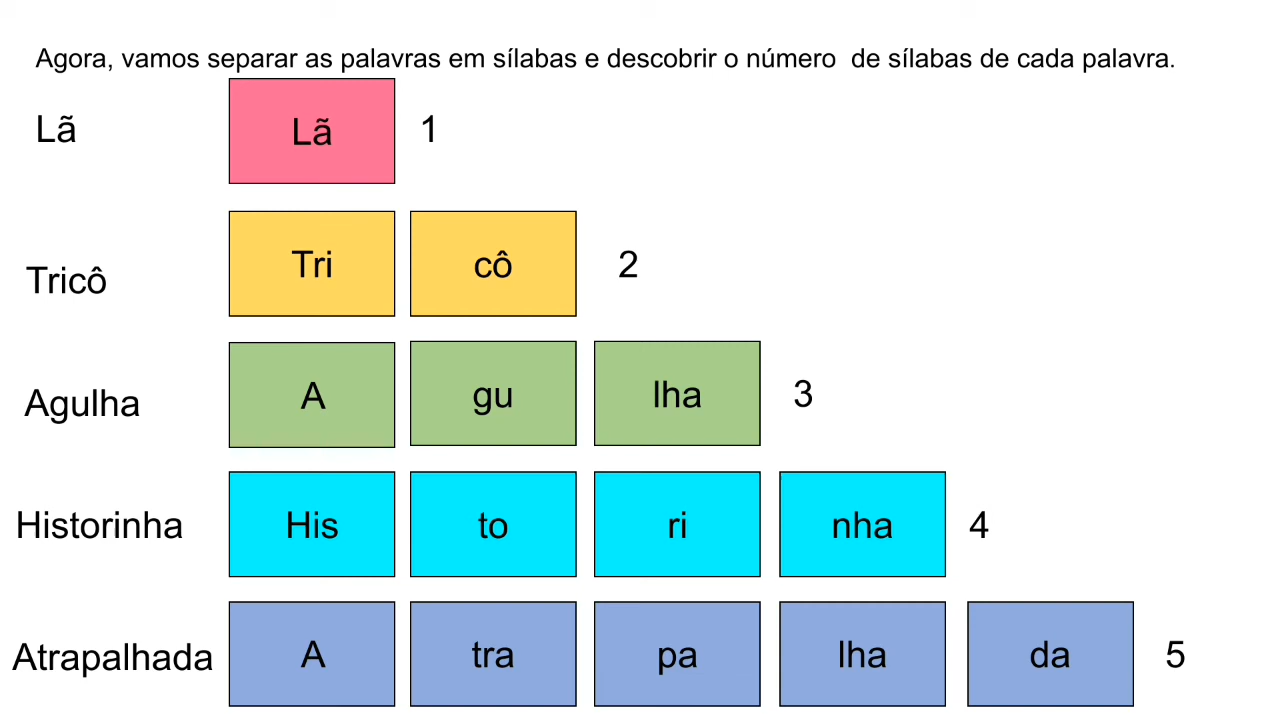 Agora, vamos separar as palavras em sílabas e descobrir o número  de sílabas de cada palavra.
Lã Lã 1
Tricô Tri cô 2
Agulha A gu lha 3
Historinha His to ri nha 4
Atrapalhada A tra pa lha da 5